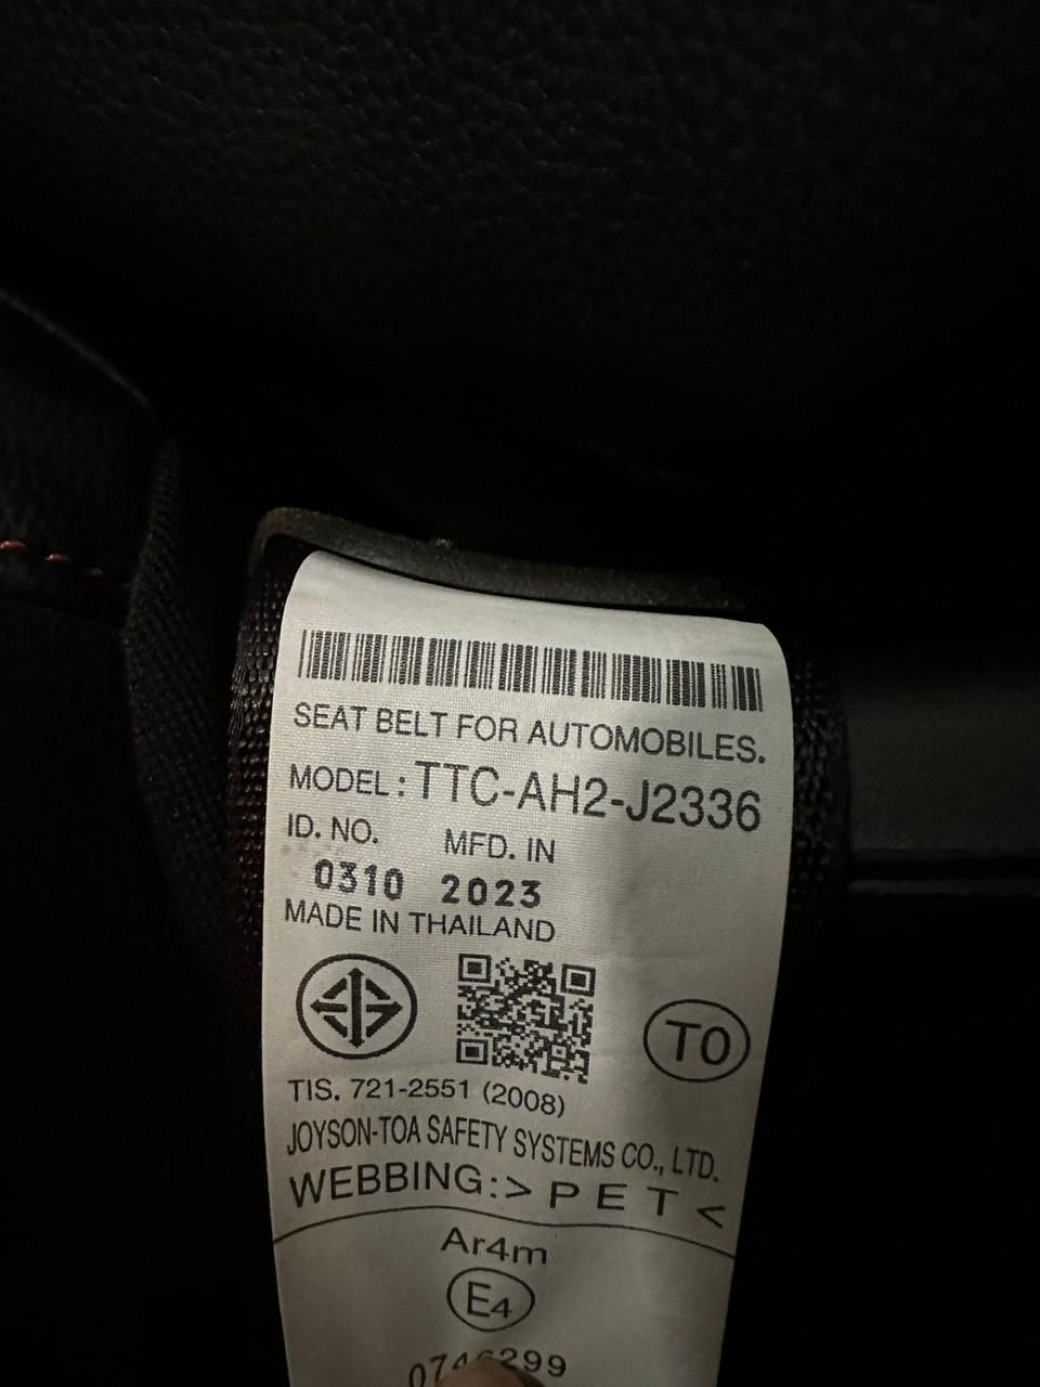 SEAT BELT FOR AUTOMOBILES.
MODEL : TTC-AH2-J2336
ID. NO. MFD. IN
0310 2023
MADE IN THAILAND
TO
TIS. 721-2551 (2008)
JOYSON-TOA SAFETY SYSTEMS CO., LTD.
WEBBING:> P E T <
Ar4m
E4